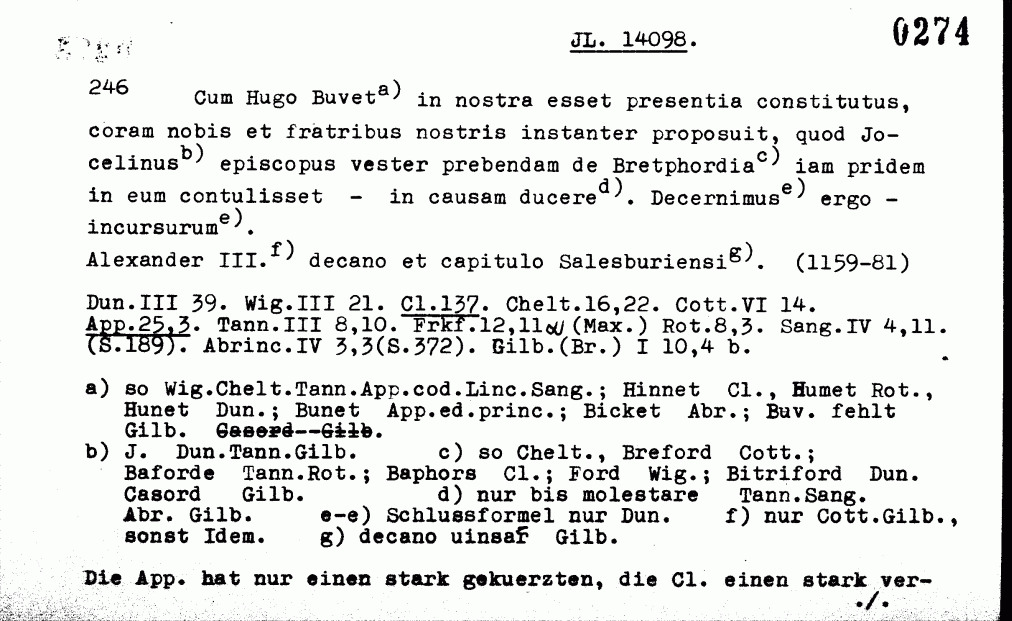 JL. 14098. 0274
246 Cum Hugo Buvet a) in nostra esset presentia constitutus,
coram nobis et fratribus nostris instanter proposuit, quod Jo-
celinus b) episcopus vester prebendam de Bretphordia c) iam pridem
in eum contulisset - in causam ducere d). Decernimus e) ergo -
incursurum e).
Alexander III. f) decano et capitulo Salesburiensi g). (1159-81)
Dun.III 39. Wig.III 21. Cl.137. Chelt.16,22. Cott.VI 14.
App.25,3. Tann.III 8,10. Frkf.12,11α (Max.) Rot.8,3. Sang.IV 4,11.
(S.189). Abrinc.IV 3,3(S.372). Gilb.(Br.) I 10,4 b.
a) so Wig.Chelt.Tann.App.cod.Linc.Sang.; Hinnet Cl., Humet Rot.,
Hunet Dun.; Bunet App.ed.princ.; Bicket Abr.; Buv. fehlt
Gilb. Casord--Gilb.
b) J. Dun.Tann.Gilb. c) so Chelt., Breford Cott.;
Baforde Tann.Rot.; Baphors Cl.; Ford Wig.; Bitriford Dun.
Casord Gilb. d) nur bis molestare Tann.Sang.
Abr. Gilb. e-e) Schlussformel nur Dun. f) nur Cott.Gilb.,
sonst Idem. g) decano uinsaf Gilb.
Die App. hat nur einen stark gekuerzten, die Cl. einen stark ver-
./.